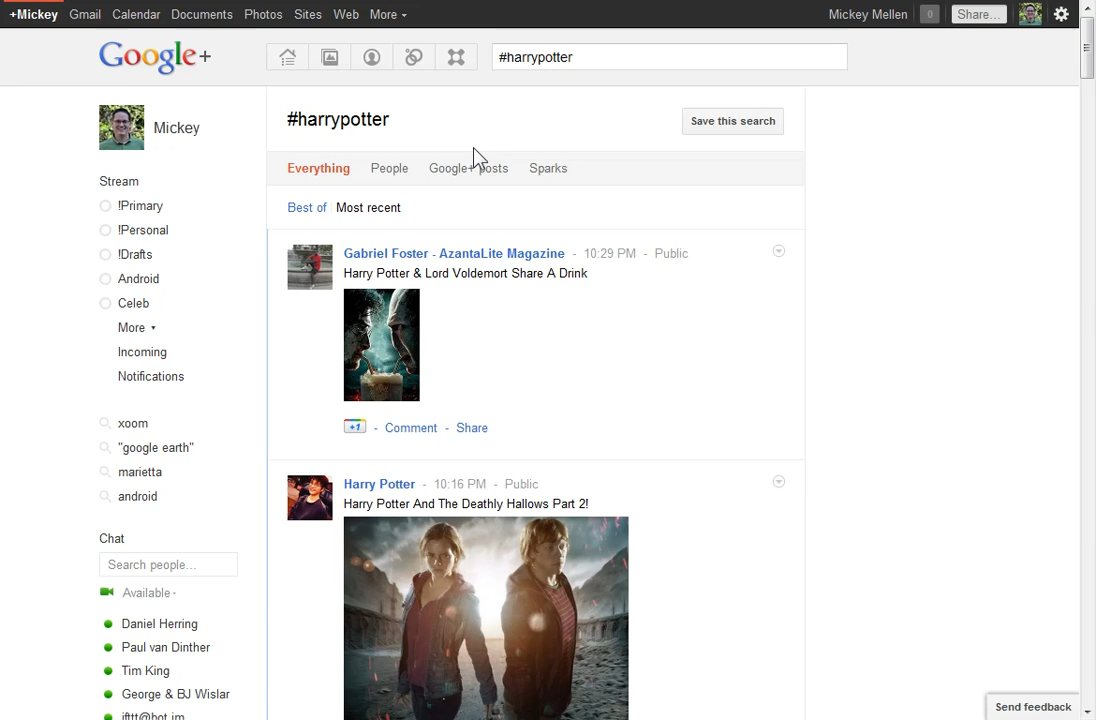 +Mickey Gmail Calendar Documents Photos Sites Web More
Mickey Mellen 0 Share...
Google+
#harrypotter
Mickey
#harrypotter
Save this search
Everything People Google+ posts Sparks
Best of Most recent
Stream
!Primary
!Personal
!Drafts
Android
Celeb
More
Incoming
Notifications
xoom
"google earth"
marietta
android
Chat
Search people...
Available
Daniel Herring
Paul van Dinther
Tim King
George & BJ Wislar
ifttt@bot.im
Gabriel Foster - AzantaLite Magazine - 10:29 PM - Public
Harry Potter & Lord Voldemort Share A Drink
+1 - Comment - Share
Harry Potter - 10:16 PM - Public
Harry Potter And The Deathly Hallows Part 2!
Send feedback